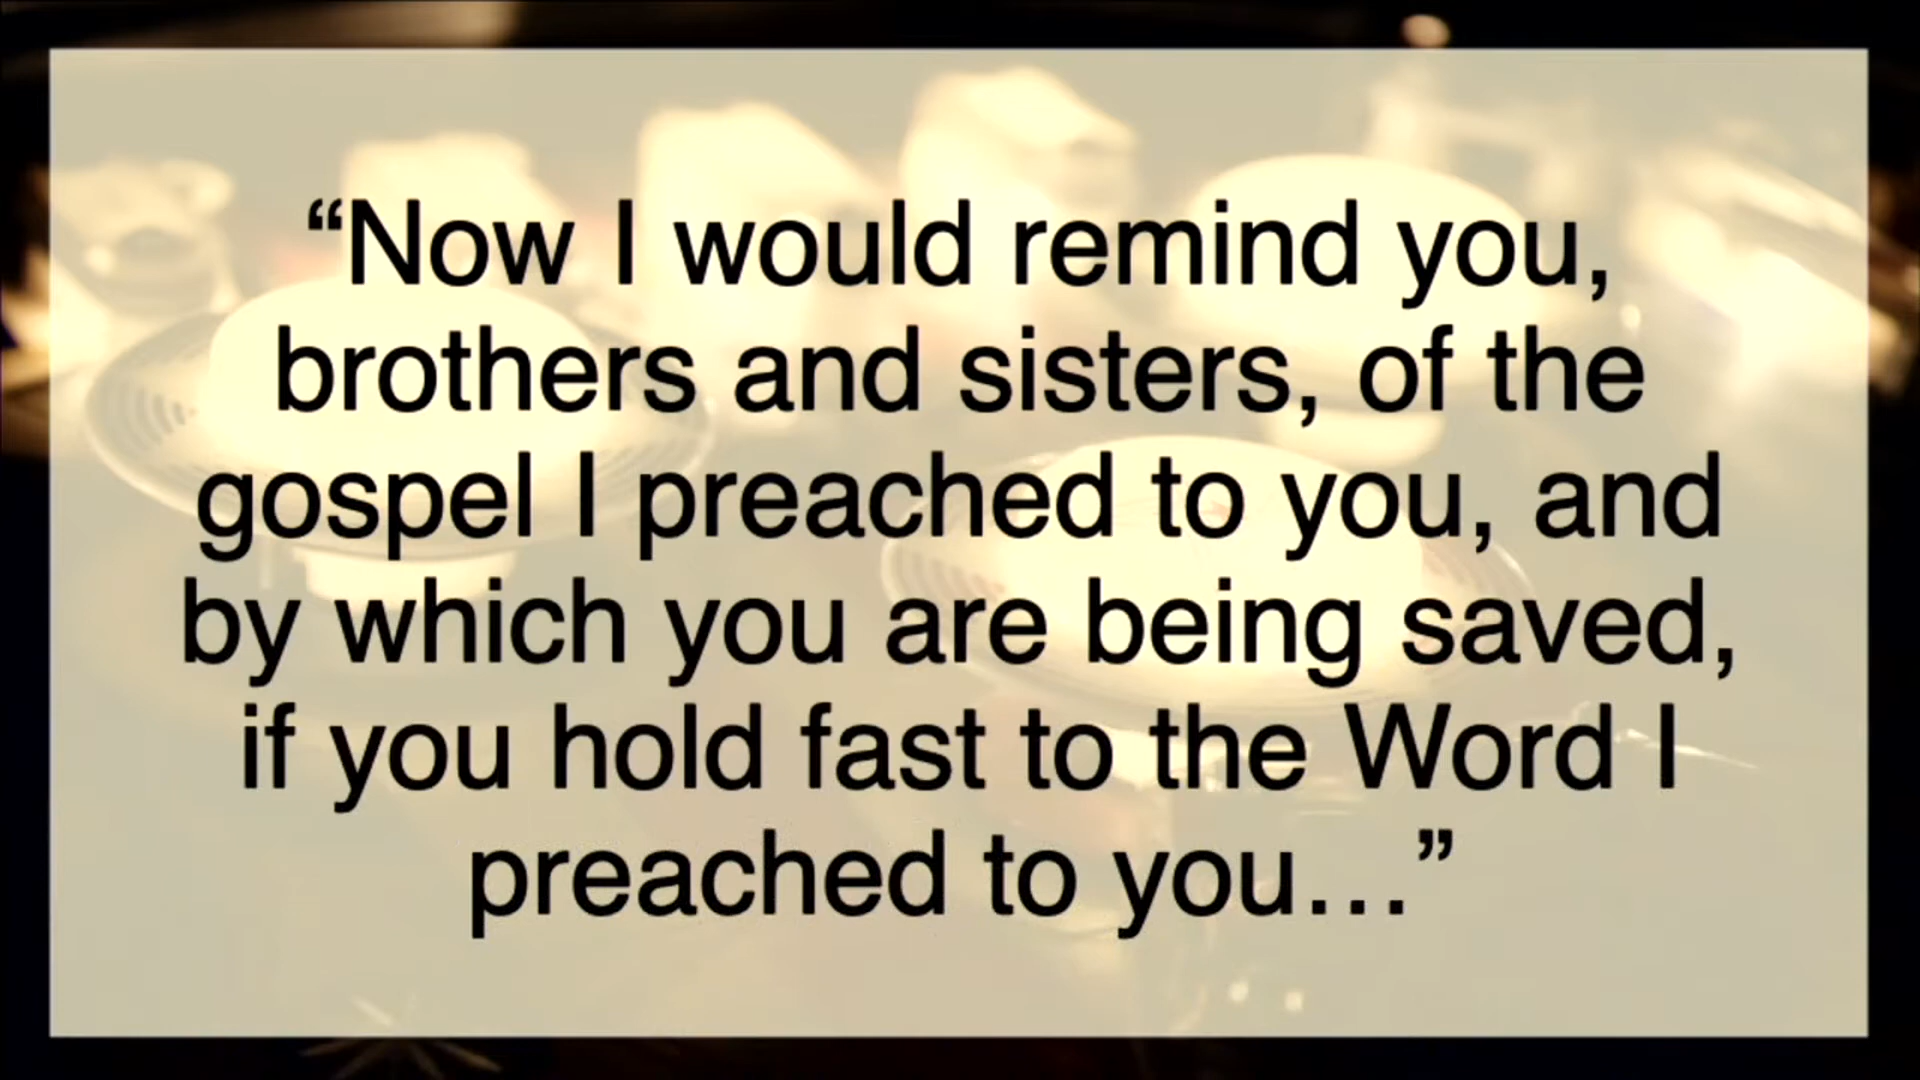 “Now I would remind you,
brothers and sisters, of the
gospel I preached to you, and
by which you are being saved,
if you hold fast to the Word I
preached to you…”